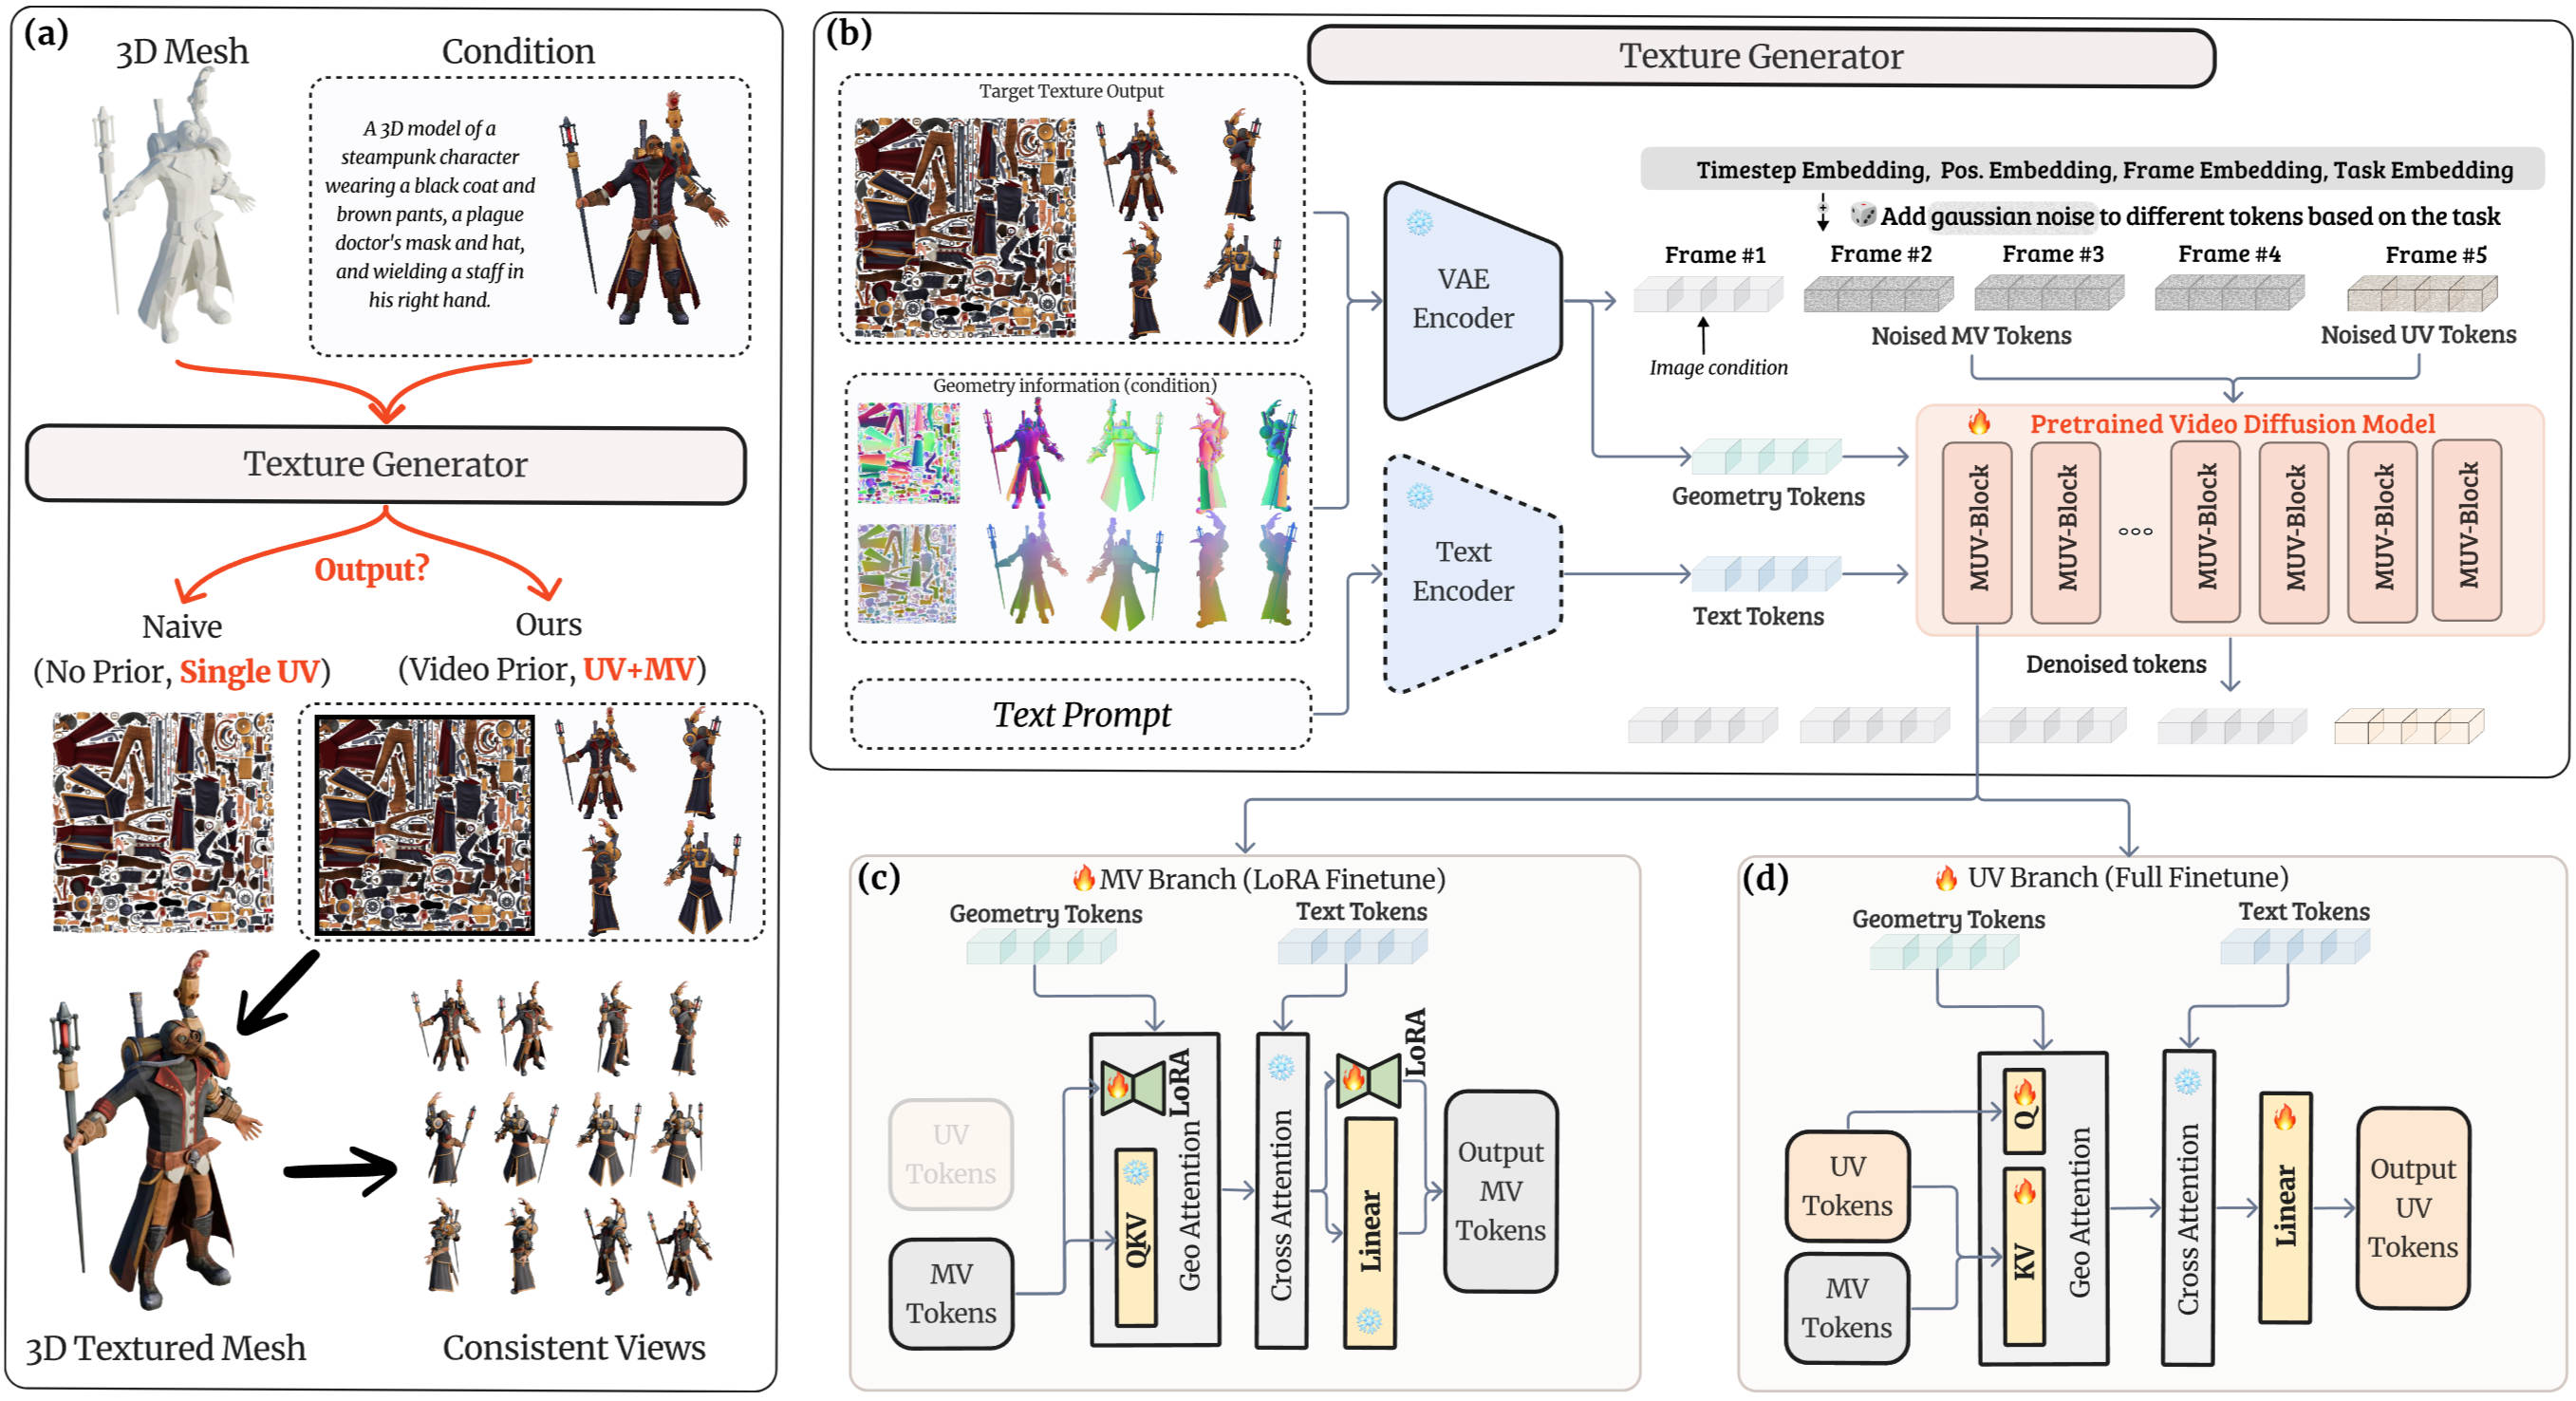 (a)
3D Mesh
Condition
A 3D model of a
steampunk character
wearing a black coat and
brown pants, a plague
doctor's mask and hat,
and wielding a staff in
his right hand.
Texture Generator
Output?
Naive
(No Prior, Single UV)
Ours
(Video Prior, UV+MV)
3D Textured Mesh
Consistent Views
(b)
Texture Generator
Target Texture Output
Geometry information (condition)
Text Prompt
VAE
Encoder
Text
Encoder
Timestep Embedding, Pos. Embedding, Frame Embedding, Task Embedding
+
Add gaussian noise to different tokens based on the task
Frame #1
Frame #2
Frame #3
Frame #4
Frame #5
Image condition
Noised MV Tokens
Noised UV Tokens
Geometry Tokens
Text Tokens
Pretrained Video Diffusion Model
MUV-Block
MUV-Block
MUV-Block
MUV-Block
MUV-Block
MUV-Block
Denoised tokens
(c)
MV Branch (LoRA Finetune)
Geometry Tokens
Text Tokens
UV
Tokens
MV
Tokens
LoRA
QKV
Geo Attention
Cross Attention
LoRA
Linear
Output
MV
Tokens
(d)
UV Branch (Full Finetune)
Geometry Tokens
Text Tokens
UV
Tokens
MV
Tokens
Q
KV
Geo Attention
Cross Attention
Linear
Output
UV
Tokens